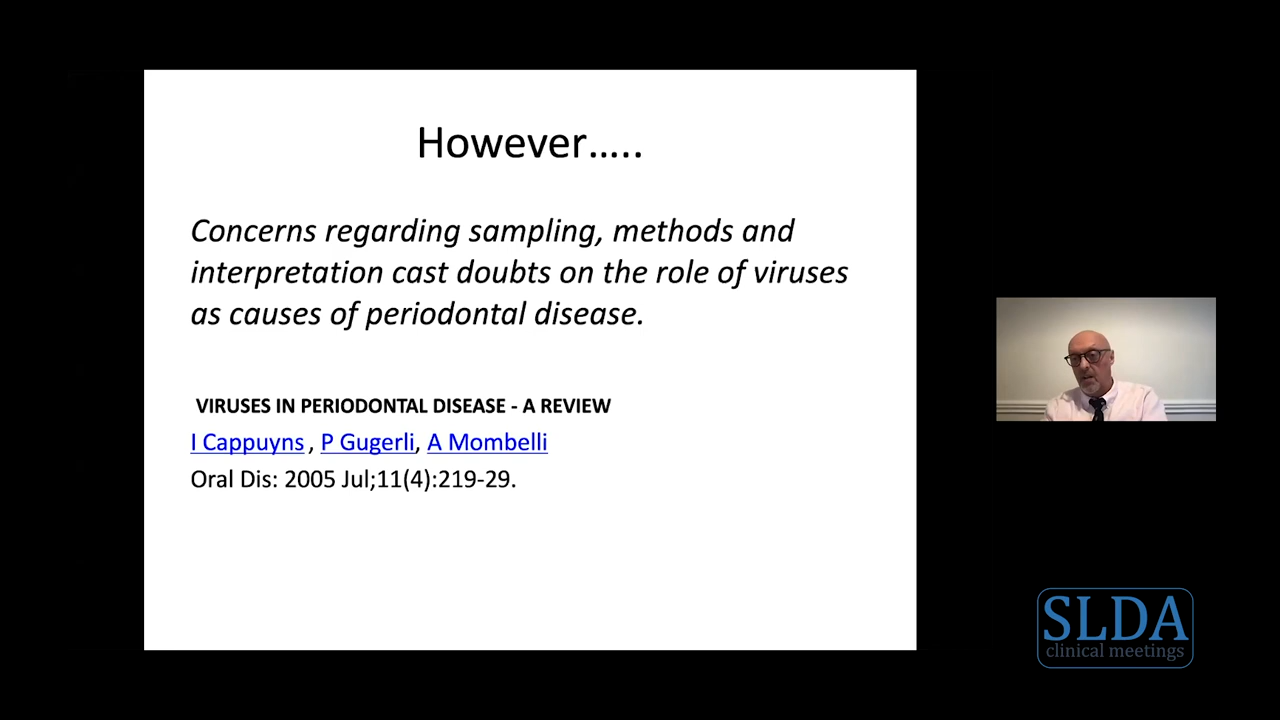 However.....
Concerns regarding sampling, methods and
interpretation cast doubts on the role of viruses
as causes of periodontal disease.
VIRUSES IN PERIODONTAL DISEASE - A REVIEW
I Cappuyns , P Gugerli, A Mombelli
Oral Dis: 2005 Jul;11(4):219-29.
SLDA
clinical meetings